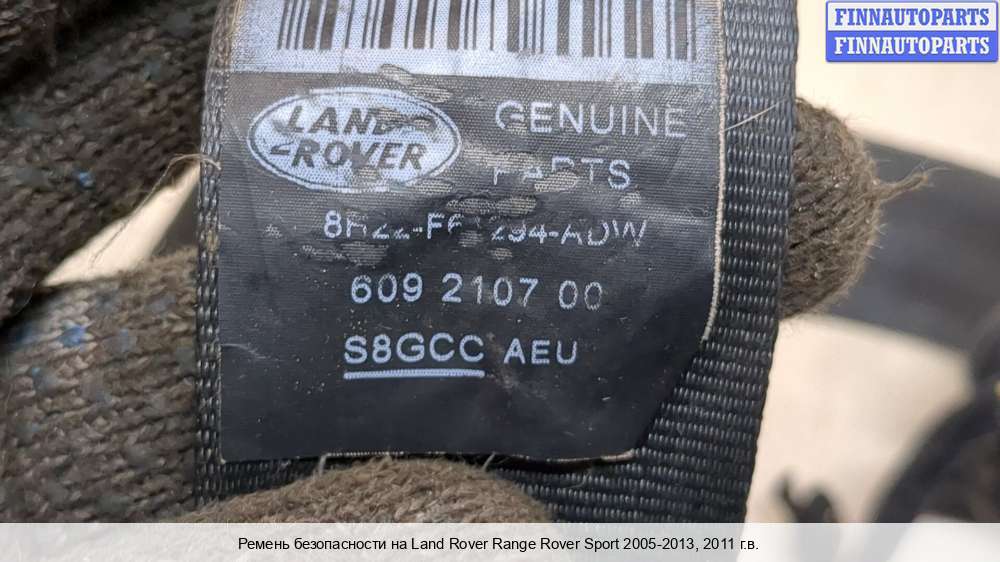 FINNAUTOPARTS
FINNAUTOPARTS
LAND
ROVER
GENUINE
PARTS
609 2107 00
S8GCC AEU
Ремень безопасности на Land Rover Range Rover Sport 2005-2013, 2011 г.в.